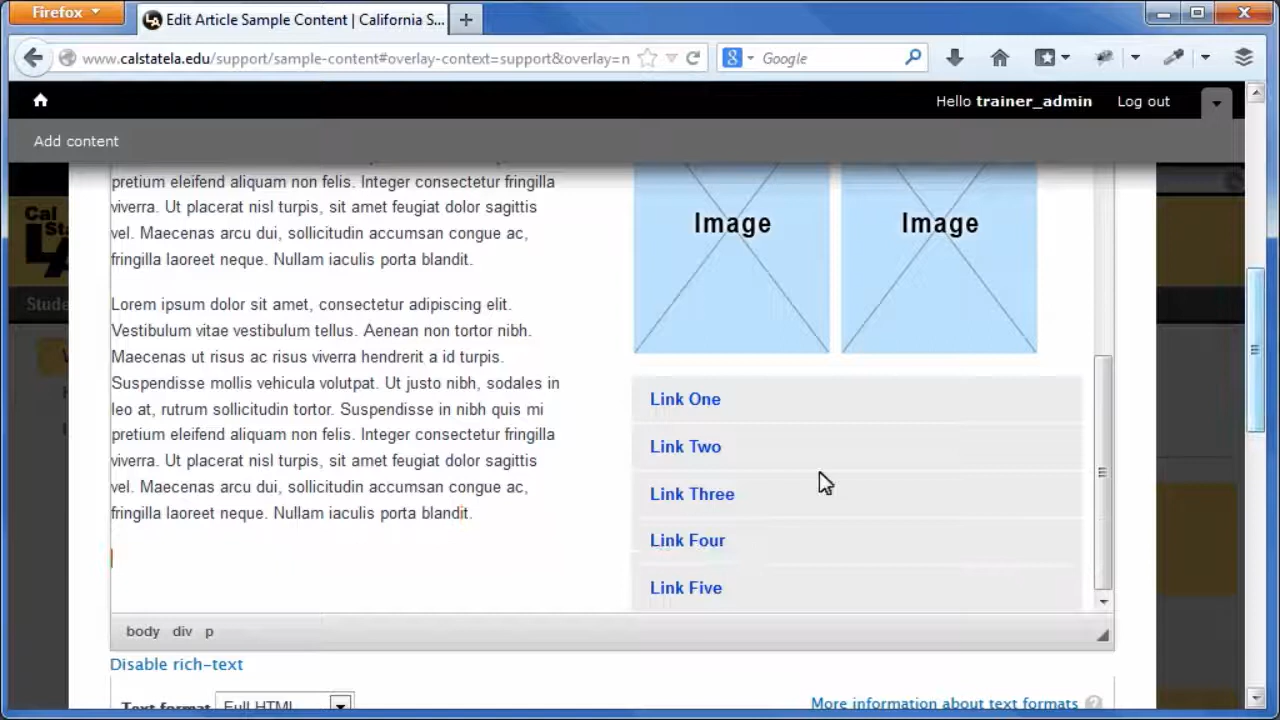 Firefox
Edit Article Sample Content | California S...
www.calstatela.edu/support/sample-content#overlay-context=support&overlay=n
Google
Hello trainer_admin
Log out
Add content
pretium eleifend aliquam non felis. Integer consectetur fringilla
viverra. Ut placerat nisl turpis, sit amet feugiat dolor sagittis
vel. Maecenas arcu dui, sollicitudin accumsan congue ac,
fringilla laoreet neque. Nullam iaculis porta blandit.
Lorem ipsum dolor sit amet, consectetur adipiscing elit.
Vestibulum vitae vestibulum tellus. Aenean non tortor nibh.
Maecenas ut risus ac risus viverra hendrerit a id turpis.
Suspendisse mollis vehicula volutpat. Ut justo nibh, sodales in
leo at, rutrum sollicitudin tortor. Suspendisse in nibh quis mi
pretium eleifend aliquam non felis. Integer consectetur fringilla
viverra. Ut placerat nisl turpis, sit amet feugiat dolor sagittis
vel. Maecenas arcu dui, sollicitudin accumsan congue ac,
fringilla laoreet neque. Nullam iaculis porta blandit.
Image
Image
Link One
Link Two
Link Three
Link Four
Link Five
body div p
Disable rich-text
Text format
Full HTML
More information about text formats
Cal
Sta
LA
Stude